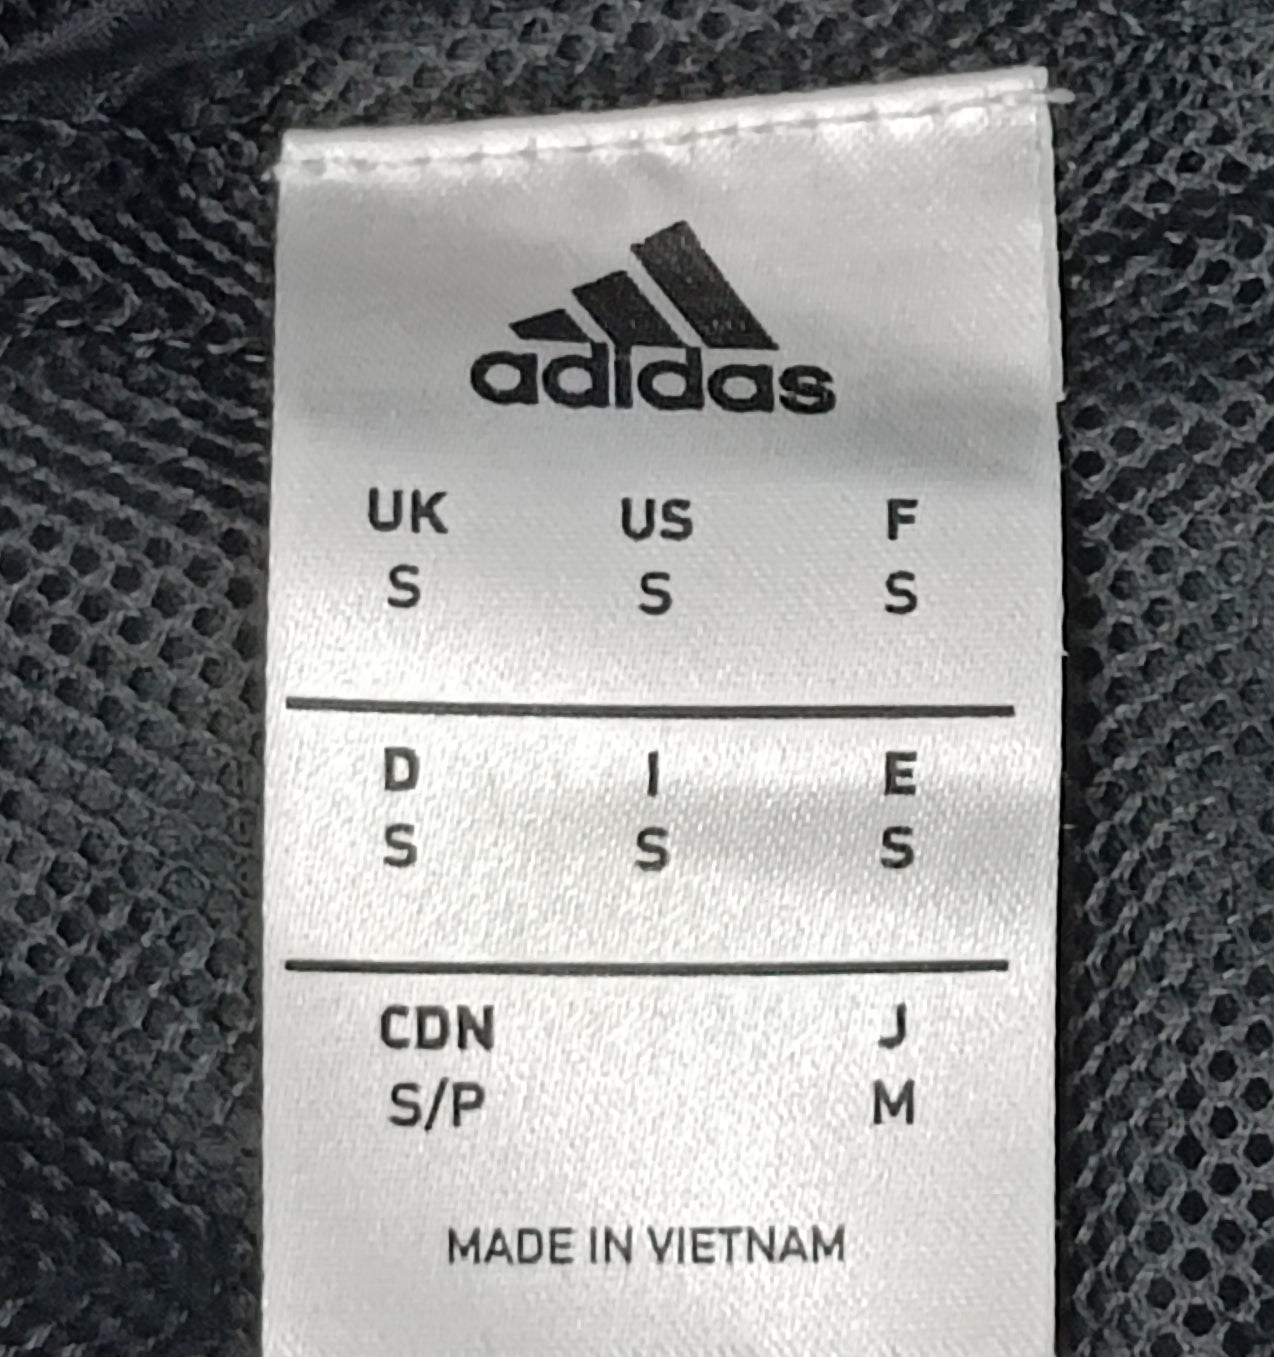 adidas
UK US F
S S S
D I E
S S S
CDN J
S/P M
MADE IN VIETNAM